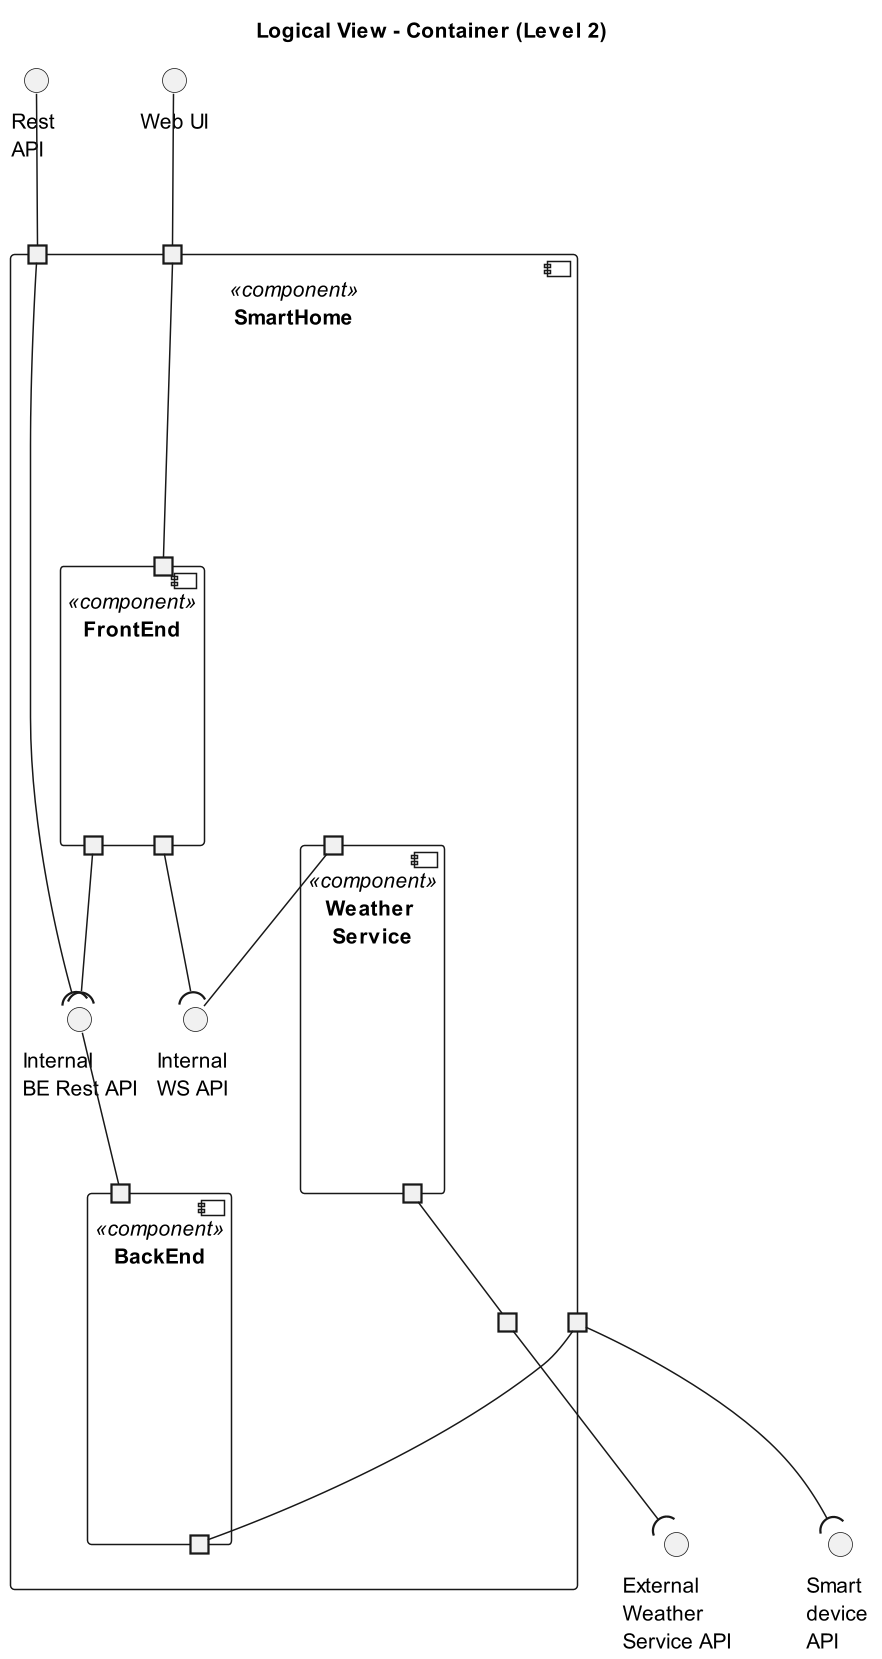 Logical View - Container (Level 2)
Rest
API
Web UI
«component»
SmartHome
«component»
FrontEnd
«component»
Weather
Service
Internal
BE Rest API
Internal
WS API
«component»
BackEnd
External
Weather
Service API
Smart
device
API